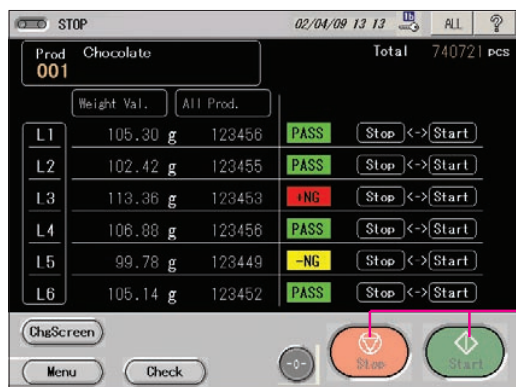 STOP 02/04/09 13 13 1b ALL ?
Prod Chocolate Total 740721 pcs
001
Weight Val. All Prod.
L1 105.30 g 123456 PASS Stop <-> Start
L2 102.42 g 123455 PASS Stop <-> Start
L3 113.36 g 123453 +NG Stop <-> Start
L4 106.88 g 123456 PASS Stop <-> Start
L5 99.78 g 123449 -NG Stop <-> Start
L6 105.14 g 123452 PASS Stop <-> Start
ChgScreen
Menu Check -0- Stop Start